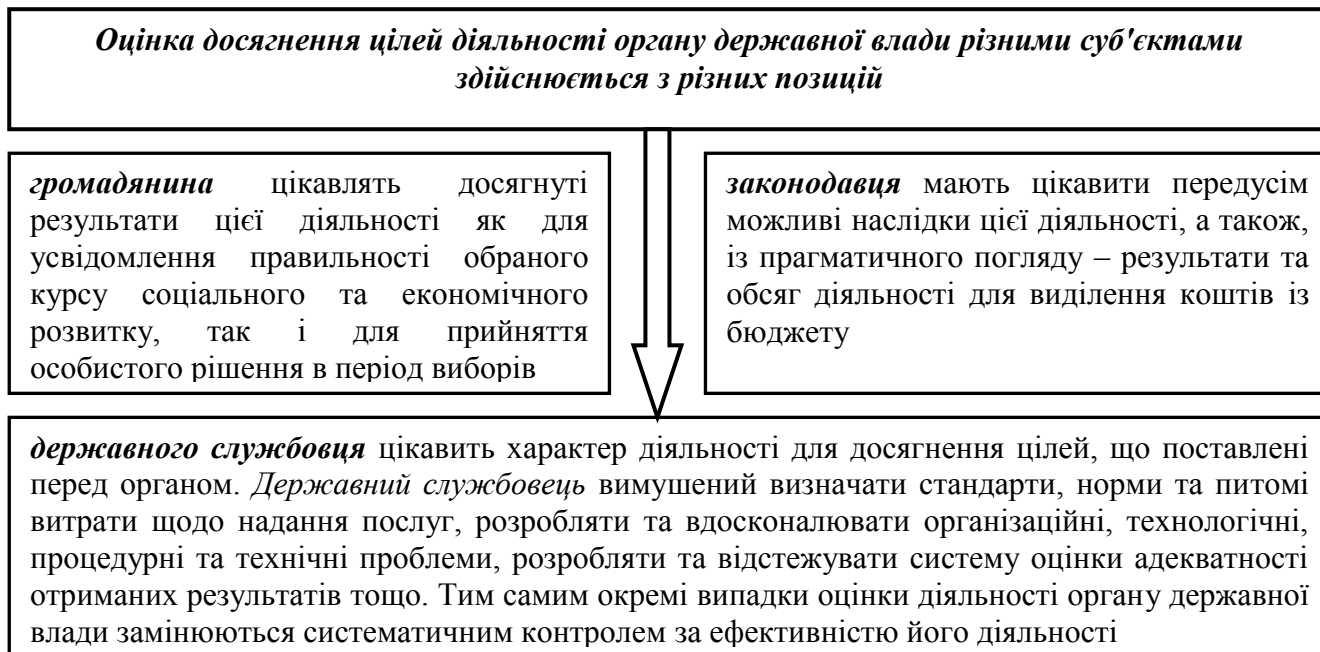 Оцінка досягнення цілей діяльності органу державної влади різними суб'єктами
здійснюється з різних позицій
громадянина цікавлять досягнуті
результати цієї діяльності як для
усвідомлення правильності обраного
курсу соціального та економічного
розвитку, так і для прийняття
особистого рішення в період виборів
законодавця мають цікавити передусім
можливі наслідки цієї діяльності, а також,
із прагматичного погляду – результати та
обсяг діяльності для виділення коштів із
бюджету
державного службовця цікавить характер діяльності для досягнення цілей, що поставлені
перед органом. Державний службовець вимушений визначати стандарти, норми та питомі
витрати щодо надання послуг, розробляти та вдосконалювати організаційні, технологічні,
процедурні та технічні проблеми, розробляти та відстежувати систему оцінки адекватності
отриманих результатів тощо. Тим самим окремі випадки оцінки діяльності органу державної
влади замінюються систематичним контролем за ефективністю його діяльності